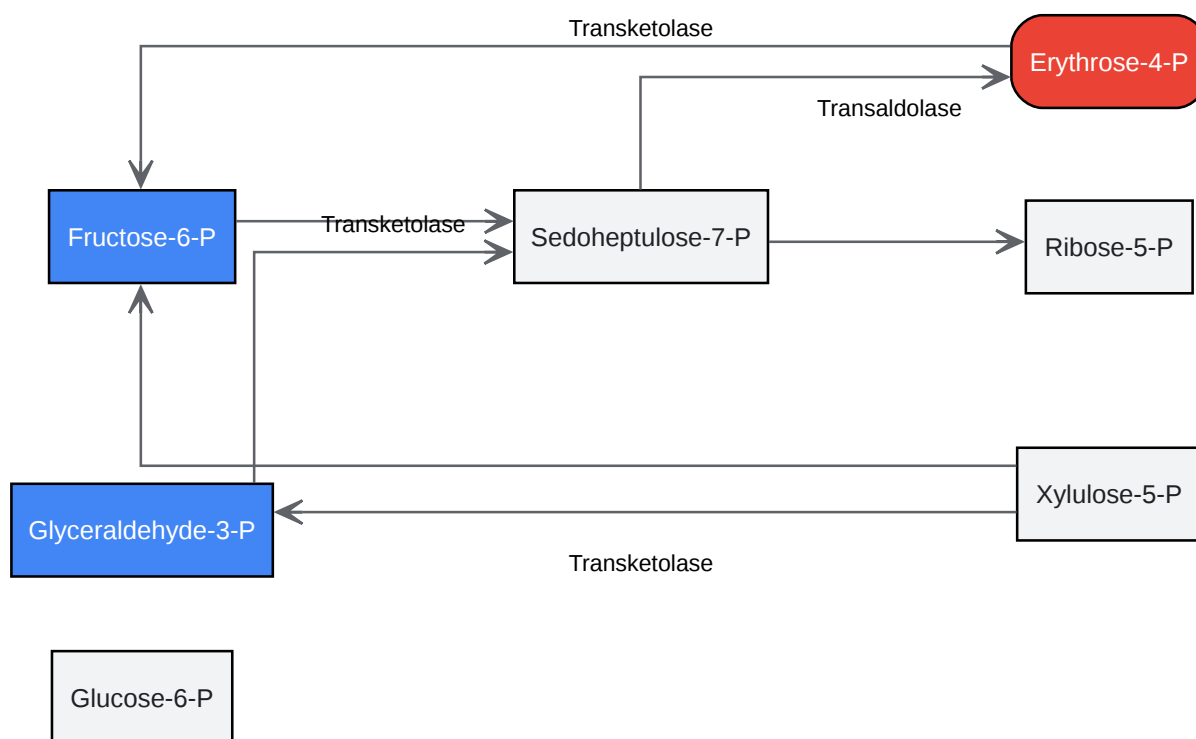 Transketolase
Erythrose-4-P
Transaldolase
Fructose-6-P
Transketolase
Sedoheptulose-7-P
Ribose-5-P
Xylulose-5-P
Glyceraldehyde-3-P
Transketolase
Glucose-6-P